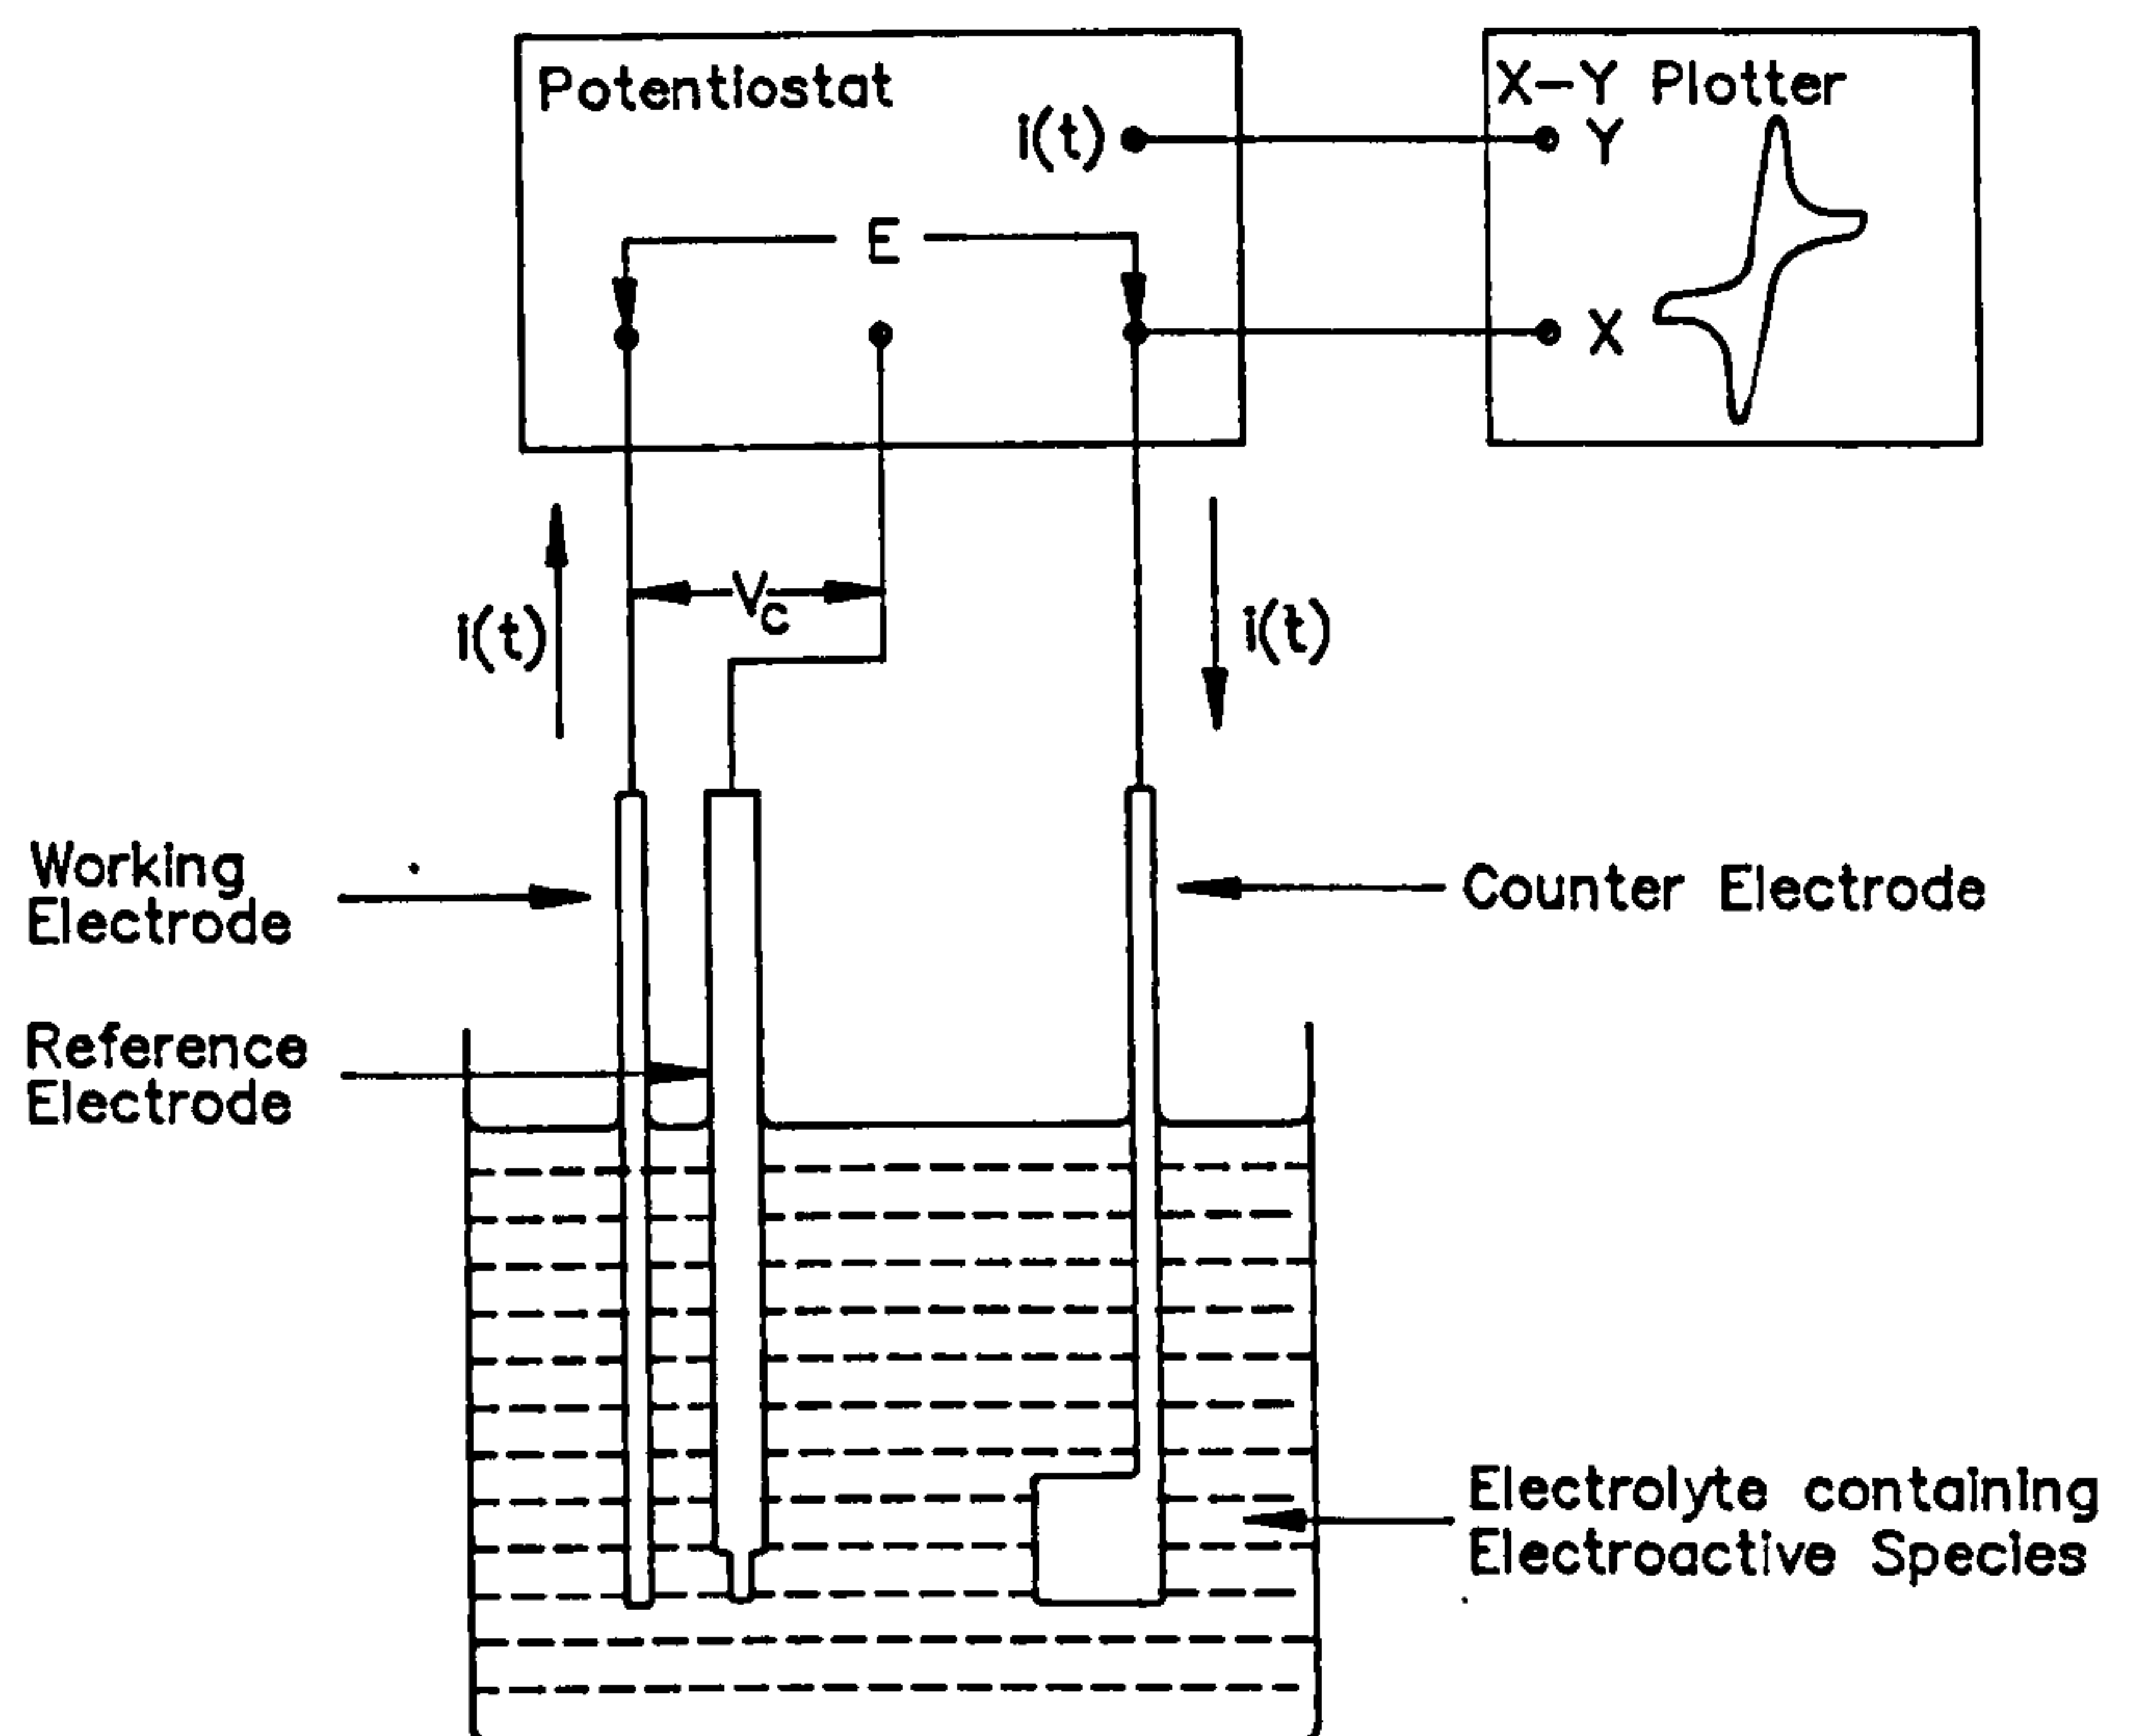 Potentiostat
i(t)
E
X-Y Plotter
Y
X
i(t)
Vc
i(t)
Working
Electrode
Counter Electrode
Reference
Electrode
Electrolyte containing
Electroactive Species